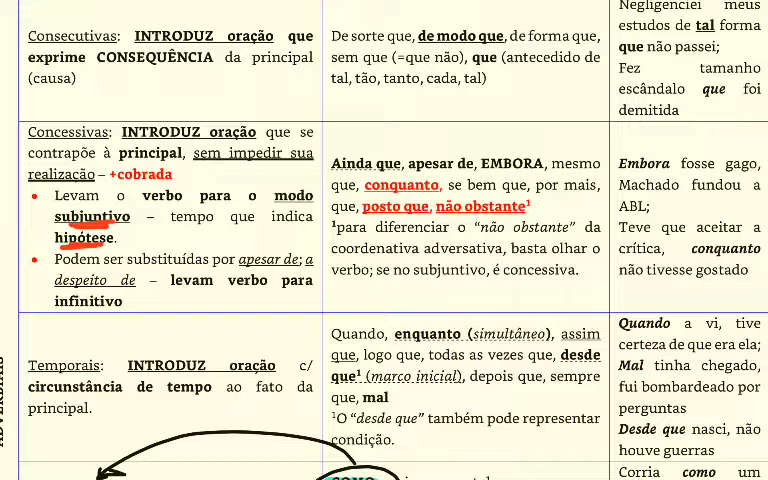 Consecutivas: INTRODUZ oração que
exprime CONSEQUÊNCIA da principal
(causa)
De sorte que, de modo que, de forma que,
sem que (=que não), que (antecedido de
tal, tão, tanto, cada, tal)
Negligenciei meus
estudos de tal forma
que não passei;
Fez tamanho
escândalo que foi
demitida
Concessivas: INTRODUZ oração que se
contrapõe à principal, sem impedir sua
realização – +cobrada
• Levam o verbo para o modo
subjuntivo – tempo que indica
hipótese.
• Podem ser substituídas por apesar de; a
despeito de – levam verbo para
infinitivo
Ainda que, apesar de, EMBORA, mesmo
que, conquanto, se bem que, por mais,
que, posto que, não obstante¹
¹para diferenciar o “não obstante” da
coordenativa adversativa, basta olhar o
verbo; se no subjuntivo, é concessiva.
Embora fosse gago,
Machado fundou a
ABL;
Teve que aceitar a
crítica, conquanto
não tivesse gostado
ADVERBIAIS
Temporais: INTRODUZ oração c/
circunstância de tempo ao fato da
principal.
Quando, enquanto (simultâneo), assim
que, logo que, todas as vezes que, desde
que¹ (marco inicial), depois que, sempre
que, mal
¹O “desde que” também pode representar
condição.
Quando a vi, tive
certeza de que era ela;
Mal tinha chegado,
fui bombardeado por
perguntas
Desde que nasci, não
houve guerras
COMO
Corria como um